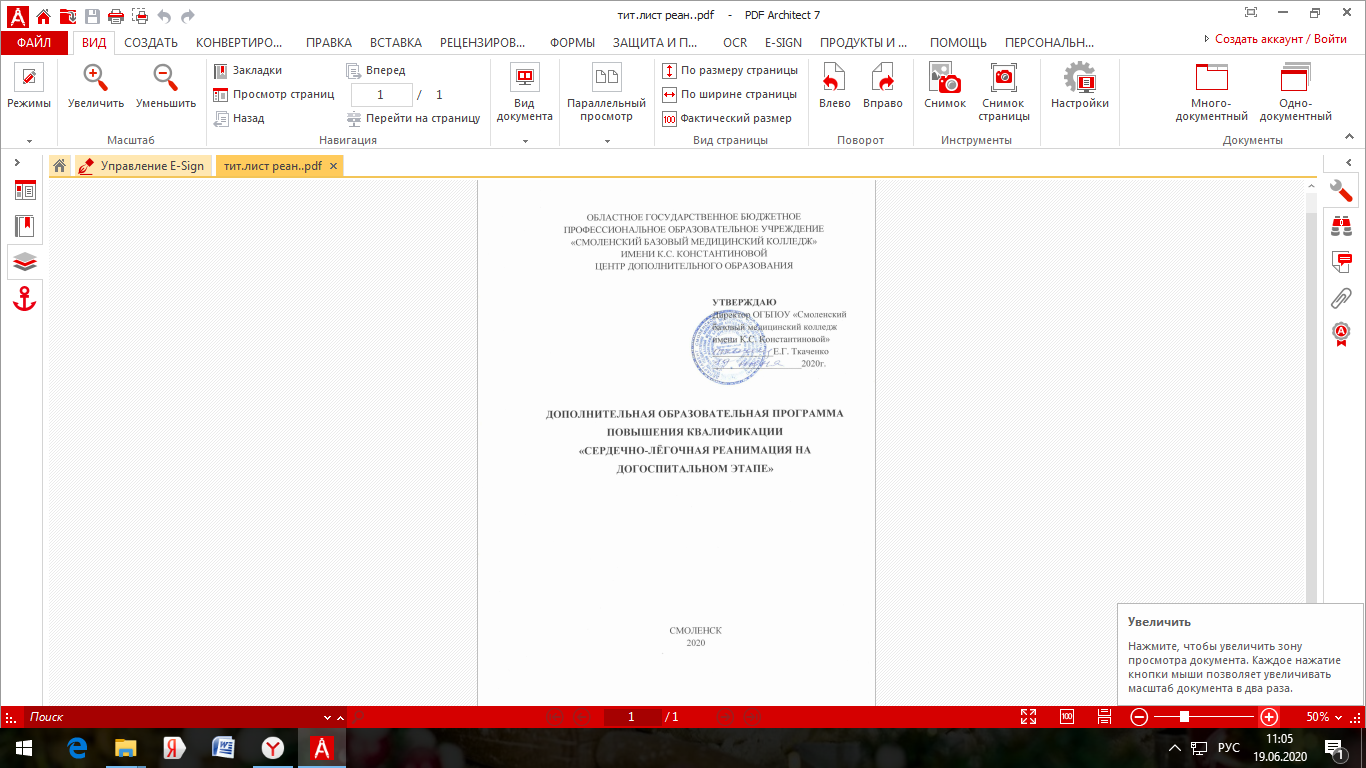 тит.лист реан..pdf - PDF Architect 7
ФАЙЛ ВИД СОЗДАТЬ КОНВЕРТИРО... ПРАВКА ВСТАВКА РЕЦЕНЗИРОВ... ФОРМЫ ЗАЩИТА И П... OCR E-SIGN ПРОДУКТЫ И ... ПОМОЩЬ ПЕРСОНАЛЬН... Создать аккаунт / Войти
Режимы
Увеличить Уменьшить
Масштаб
Закладки Вперед
Просмотр страниц 1 / 1
Назад Перейти на страницу
Навигация
Вид документа
Параллельный просмотр
По размеру страницы
По ширине страницы
100 Фактический размер
Вид страницы
Влево Вправо
Поворот
Снимок Снимок страницы
Инструменты
Настройки
Много-документный Одно-документный
Документы
Управление E-Sign тит.лист реан..pdf
ОБЛАСТНОЕ ГОСУДАРСТВЕННОЕ БЮДЖЕТНОЕ
ПРОФЕССИОНАЛЬНОЕ ОБРАЗОВАТЕЛЬНОЕ УЧРЕЖДЕНИЕ
«СМОЛЕНСКИЙ БАЗОВЫЙ МЕДИЦИНСКИЙ КОЛЛЕДЖ»
ИМЕНИ К.С. КОНСТАНТИНОВОЙ
ЦЕНТР ДОПОЛНИТЕЛЬНОГО ОБРАЗОВАНИЯ
УТВЕРЖДАЮ
Директор ОГБПОУ «Смоленский
базовый медицинский колледж
имени К.С. Константиновой»
Е.Г. Ткаченко
2020г.
ДОПОЛНИТЕЛЬНАЯ ОБРАЗОВАТЕЛЬНАЯ ПРОГРАММА
ПОВЫШЕНИЯ КВАЛИФИКАЦИИ
«СЕРДЕЧНО-ЛЁГОЧНАЯ РЕАНИМАЦИЯ НА
ДОГОСПИТАЛЬНОМ ЭТАПЕ»
СМОЛЕНСК
2020
Увеличить
Нажмите, чтобы увеличить зону
просмотра документа. Каждое нажатие
кнопки мыши позволяет увеличивать
масштаб документа в два раза.
Поиск 1 / 1 100 50%
РУС 11:05
19.06.2020 1